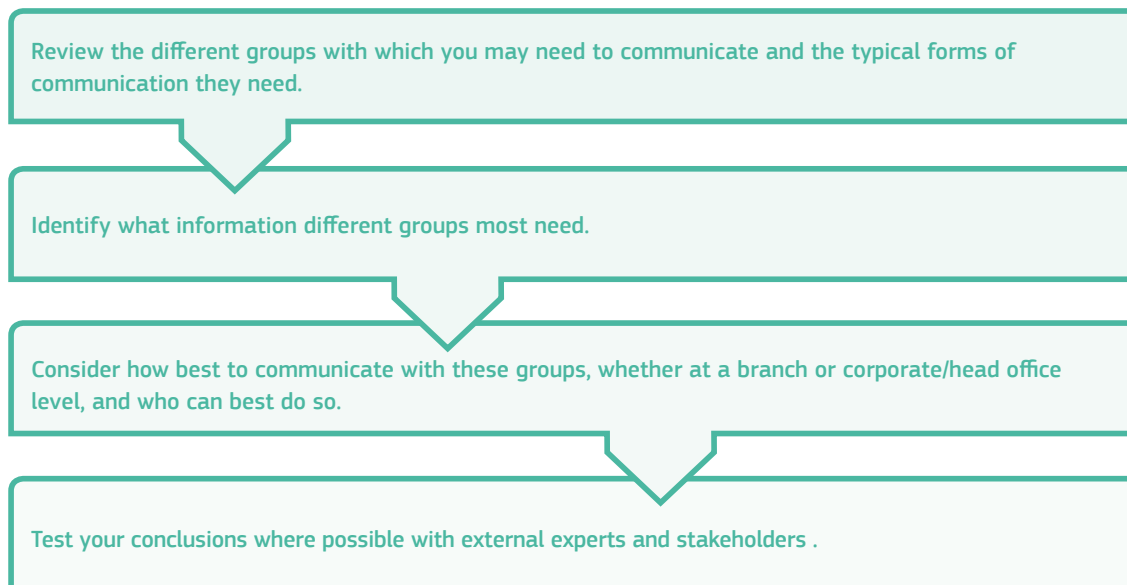 Review the different groups with which you may need to communicate and the typical forms of
communication they need.
Identify what information different groups most need.
Consider how best to communicate with these groups, whether at a branch or corporate/head office
level, and who can best do so.
Test your conclusions where possible with external experts and stakeholders .